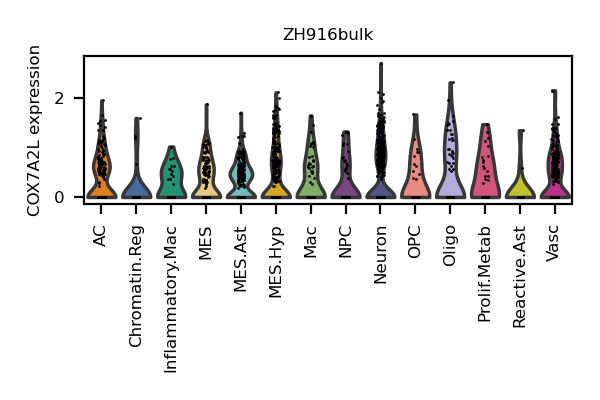 ZH916bulk
COX7A2L expression
2
0
AC
Chromatin.Reg
Inflammatory.Mac
MES
MES.Ast
MES.Hyp
Mac
NPC
Neuron
OPC
Oligo
Prolif.Metab
Reactive.Ast
Vasc